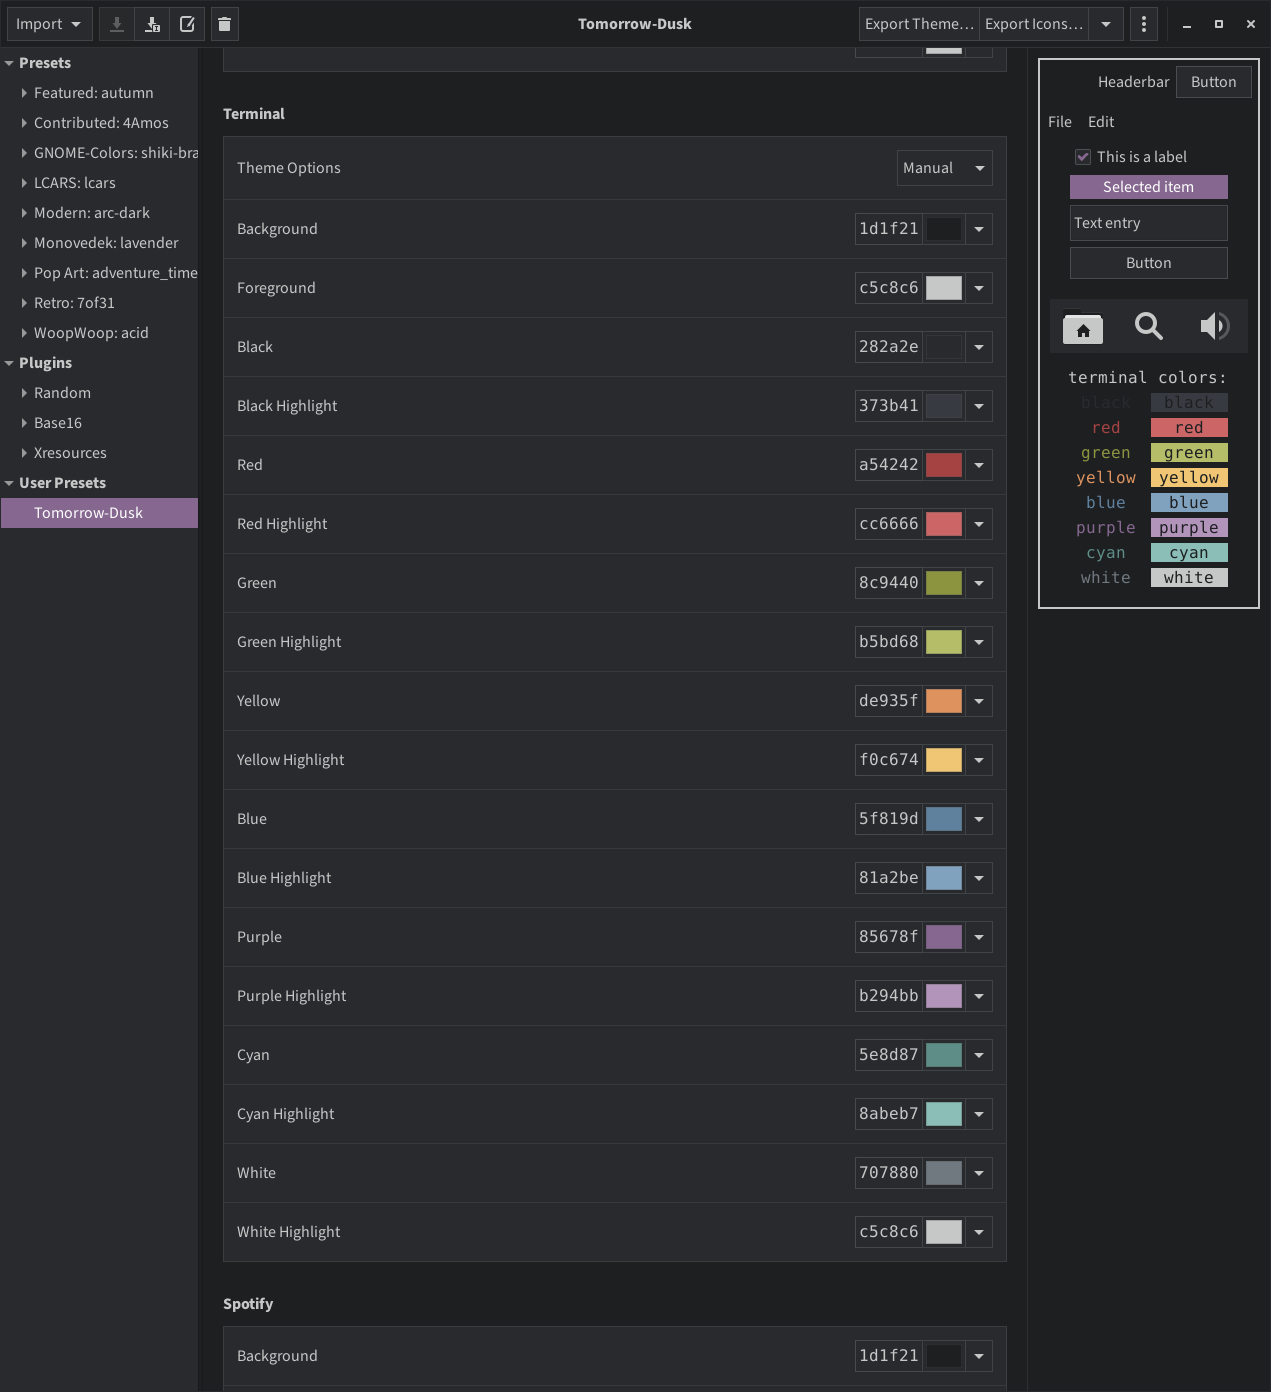 Import
Tomorrow-Dusk
Export Theme…
Export Icons…
Presets
Featured: autumn
Contributed: 4Amos
GNOME-Colors: shiki-bra
LCARS: lcars
Modern: arc-dark
Monovedek: lavender
Pop Art: adventure_time
Retro: 7of31
WoopWoop: acid
Plugins
Random
Base16
Xresources
User Presets
Tomorrow-Dusk
Terminal
Theme Options Manual
Background 1d1f21
Foreground c5c8c6
Black 282a2e
Black Highlight 373b41
Red a54242
Red Highlight cc6666
Green 8c9440
Green Highlight b5bd68
Yellow de935f
Yellow Highlight f0c674
Blue 5f819d
Blue Highlight 81a2be
Purple 85678f
Purple Highlight b294bb
Cyan 5e8d87
Cyan Highlight 8abeb7
White 707880
White Highlight c5c8c6
Spotify
Background 1d1f21
Headerbar Button
File Edit
This is a label
Selected item
Text entry
Button
terminal colors:
black black
red red
green green
yellow yellow
blue blue
purple purple
cyan cyan
white white